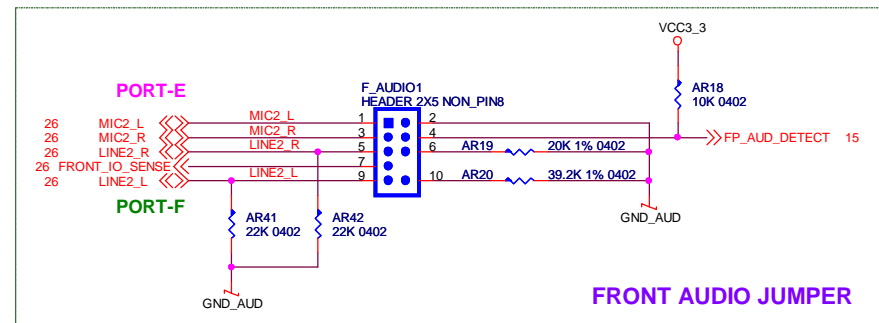 VCC3_3
PORT-E
F_AUDIO1
HEADER 2X5 NON_PIN8
AR18
10K 0402
26 MIC2_L MIC2_L 1 2
26 MIC2_R MIC2_R 3 4 FP_AUD_DETECT 15
26 LINE2_R LINE2_R 5 6 AR19 20K 1% 0402
26 FRONT_IO_SENSE 7
26 LINE2_L LINE2_L 9 10 AR20 39.2K 1% 0402
PORT-F
GND_AUD
AR41
22K 0402
AR42
22K 0402
GND_AUD
FRONT AUDIO JUMPER